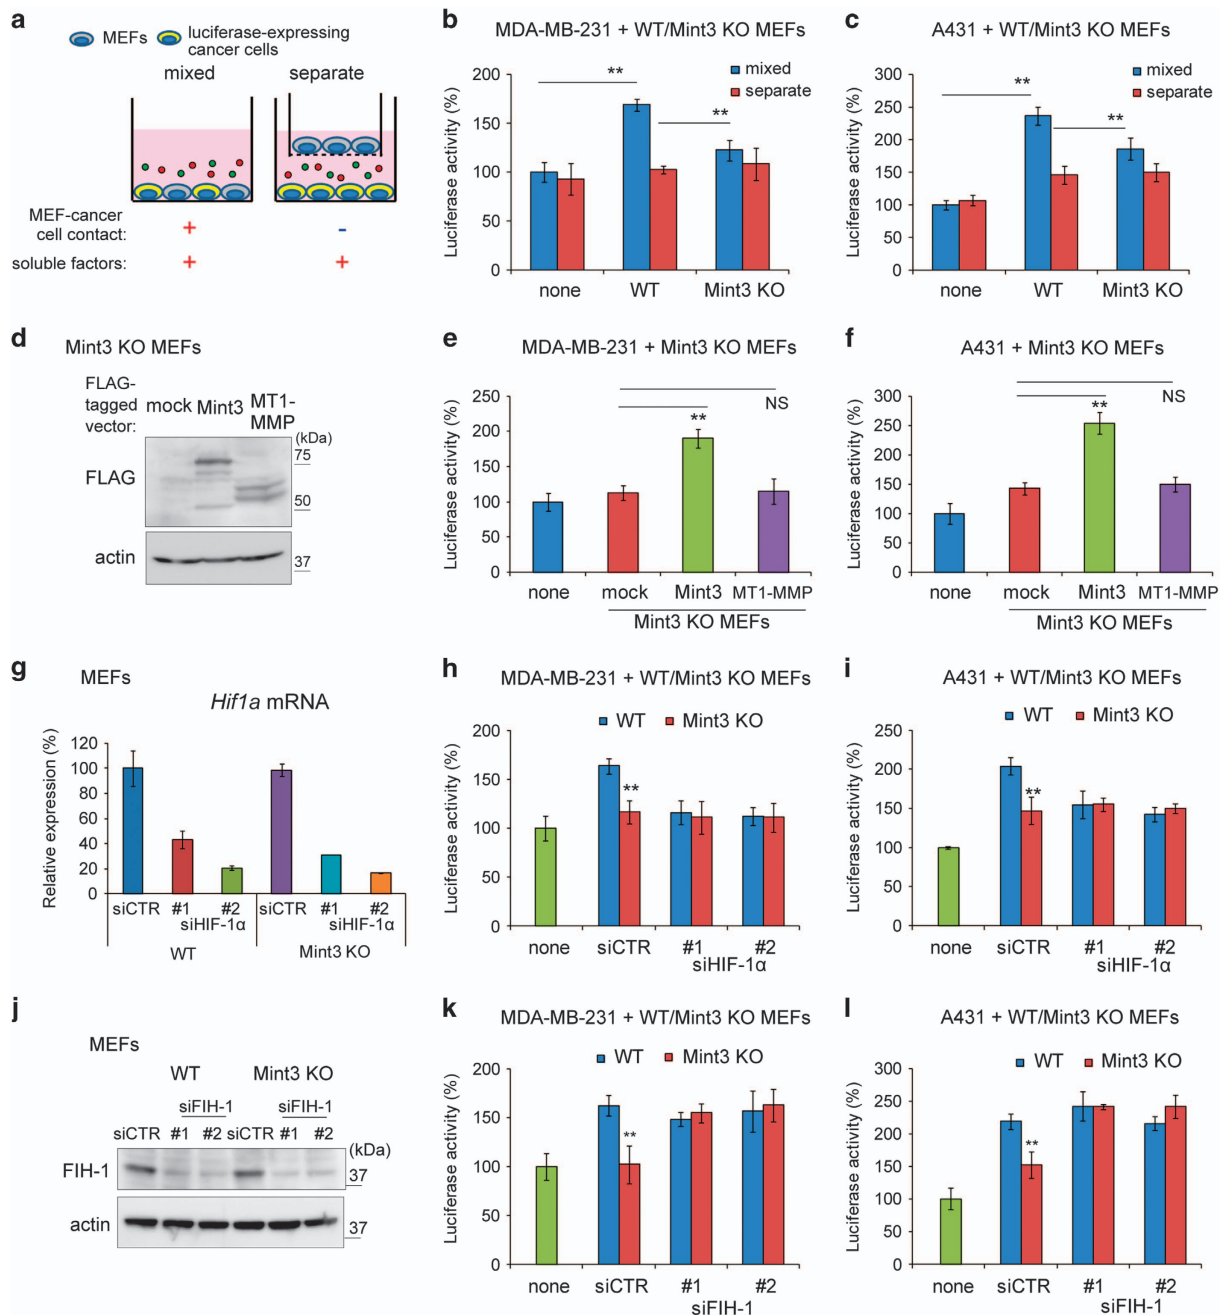 a
MEFs
luciferase-expressing
cancer cells
mixed
separate
MEF-cancer
cell contact:
+
-
soluble factors:
+
+
b
MDA-MB-231 + WT/Mint3 KO MEFs
Luciferase activity (%)
200
150
100
50
0
**
**
mixed
separate
none
WT
Mint3 KO
c
A431 + WT/Mint3 KO MEFs
Luciferase activity (%)
300
250
200
150
100
50
0
**
**
mixed
separate
none
WT
Mint3 KO
d
Mint3 KO MEFs
FLAG-
tagged
vector:
mock
Mint3
MT1-
MMP
(kDa)
FLAG
75
50
actin
37
e
MDA-MB-231 + Mint3 KO MEFs
Luciferase activity (%)
250
200
150
100
50
0
NS
**
none
mock
Mint3
MT1-MMP
Mint3 KO MEFs
f
A431 + Mint3 KO MEFs
Luciferase activity (%)
300
250
200
150
100
50
0
NS
**
none
mock
Mint3
MT1-MMP
Mint3 KO MEFs
g
MEFs
Hif1a mRNA
Relative expression (%)
120
100
80
60
40
20
0
siCTR
#1
#2
siHIF-1α
siCTR
#1
#2
siHIF-1α
WT
Mint3 KO
h
MDA-MB-231 + WT/Mint3 KO MEFs
WT
Mint3 KO
Luciferase activity (%)
200
150
100
50
0
**
none
siCTR
#1
#2
siHIF-1α
i
A431 + WT/Mint3 KO MEFs
WT
Mint3 KO
Luciferase activity (%)
250
200
150
100
50
0
**
none
siCTR
#1
#2
siHIF-1α
j
MEFs
WT
Mint3 KO
siFIH-1
siFIH-1
siCTR
#1
#2
siCTR
#1
#2
(kDa)
FIH-1
37
actin
37
k
MDA-MB-231 + WT/Mint3 KO MEFs
WT
Mint3 KO
Luciferase activity (%)
200
150
100
50
0
**
none
siCTR
#1
#2
siFIH-1
l
A431 + WT/Mint3 KO MEFs
WT
Mint3 KO
Luciferase activity (%)
300
250
200
150
100
50
0
**
none
siCTR
#1
#2
siFIH-1